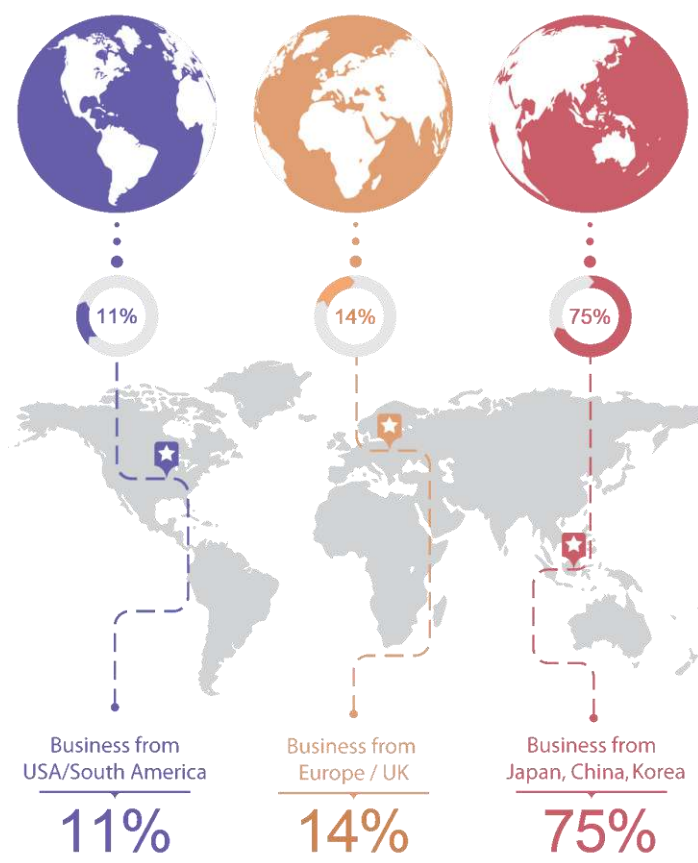 11%
14%
75%
Business from
USA/South America
11%
Business from
Europe / UK
14%
Business from
Japan, China, Korea
75%